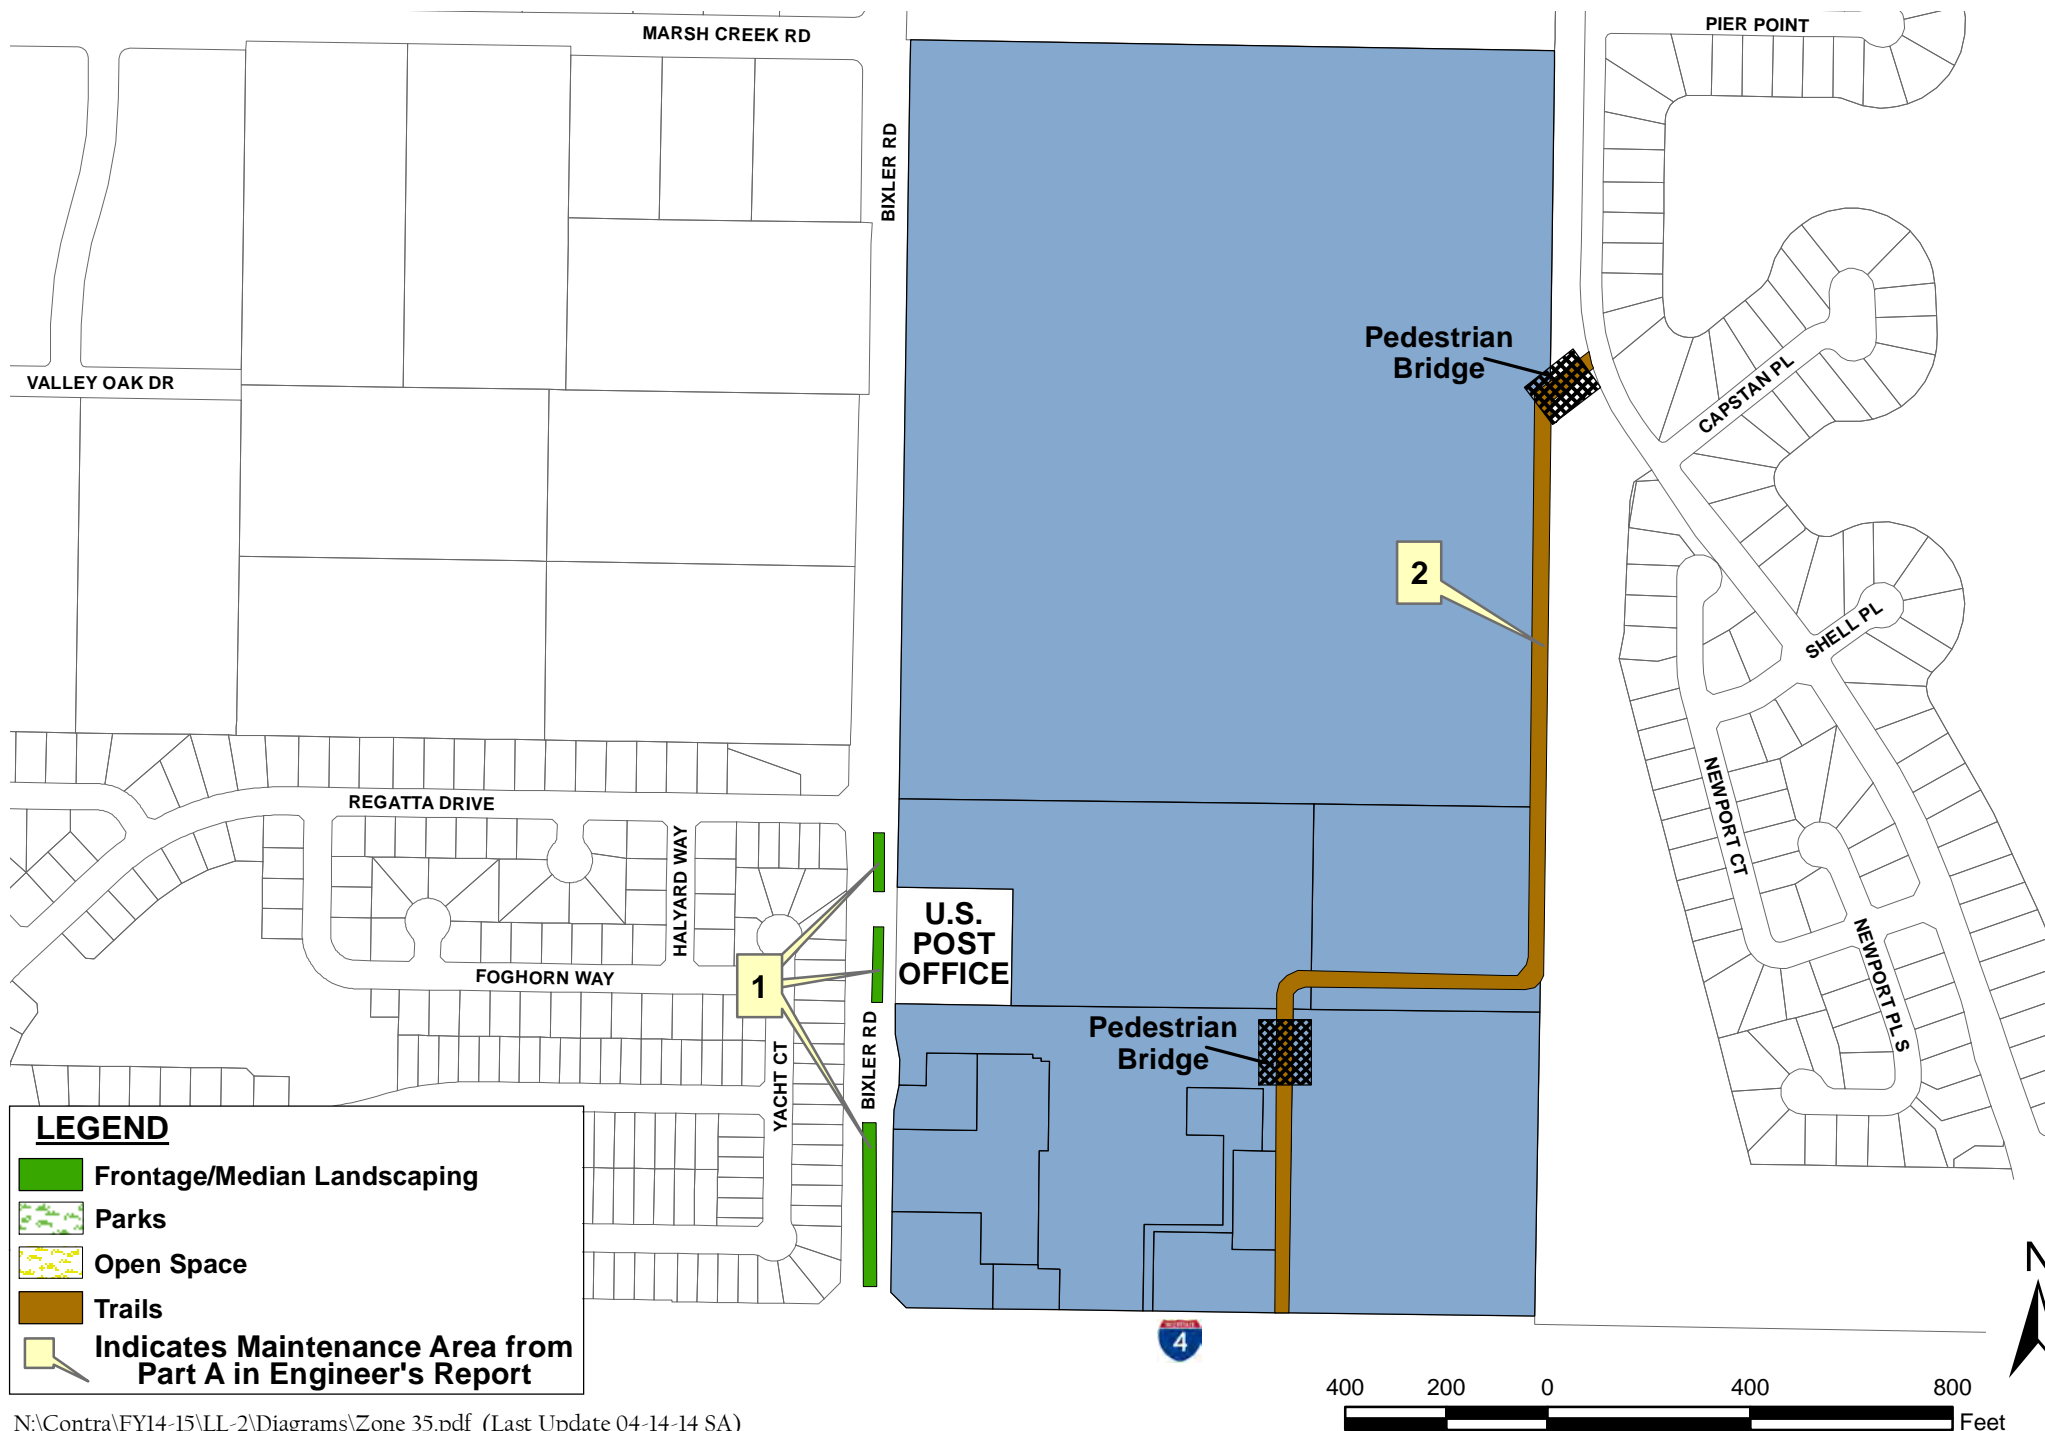 MARSH CREEK RD
PIER POINT
BIXLER RD
Pedestrian
Bridge
CAPSTAN PL
VALLEY OAK DR
2
SHELL PL
NEWPORT CT
REGATTA DRIVE
HALYARD WAY
U.S.
POST
OFFICE
NEWPORT PL S
FOGHORN WAY
1
BIXLER RD
YACHT CT
Pedestrian
Bridge
LEGEND
Frontage/Median Landscaping
Parks
Open Space
Trails
Indicates Maintenance Area from
Part A in Engineer's Report
INTERSTATE
4
N
400 200 0 400 800
Feet
N:\Contra\FY14-15\LL-2\Diagrams\Zone 35.pdf (Last Update 04-14-14 SA)